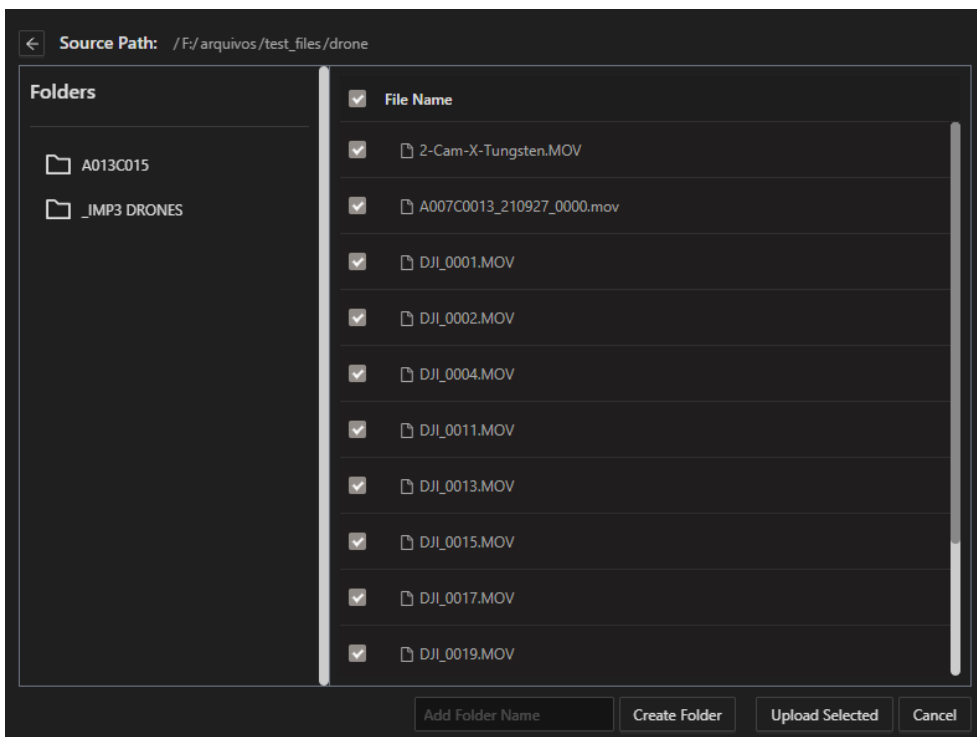 Source Path: /F:/arquivos/test_files/drone
Folders
A013C015
_IMP3 DRONES
File Name
2-Cam-X-Tungsten.MOV
A007C0013_210927_0000.mov
DJI_0001.MOV
DJI_0002.MOV
DJI_0004.MOV
DJI_0011.MOV
DJI_0013.MOV
DJI_0015.MOV
DJI_0017.MOV
DJI_0019.MOV
Add Folder Name Create Folder Upload Selected Cancel